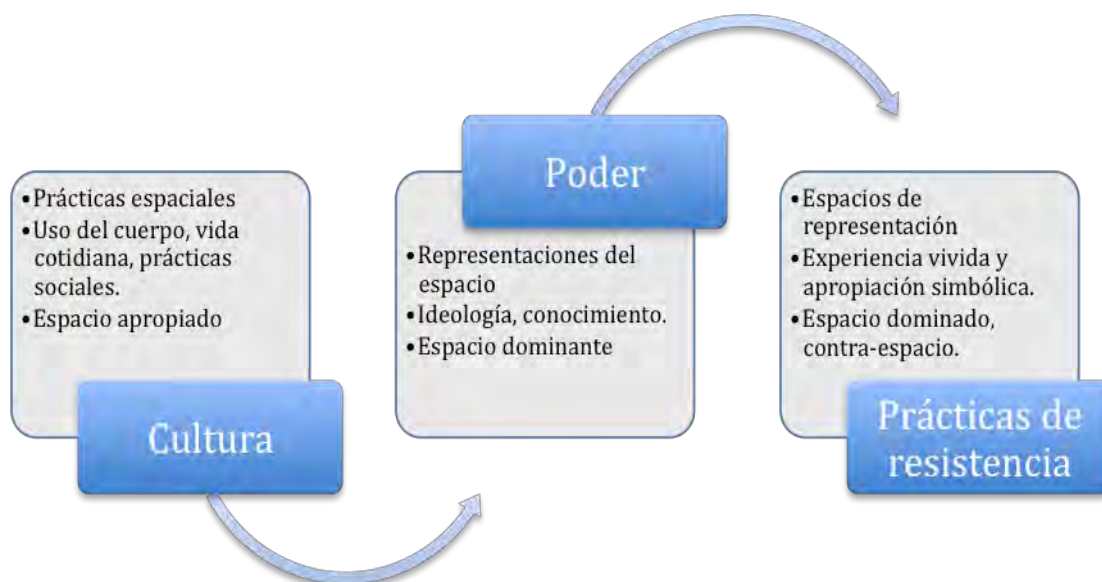 •Prácticas espaciales
•Uso del cuerpo, vida
cotidiana, prácticas
sociales.
•Espacio apropiado
Cultura
Poder
•Representaciones del
espacio
•Ideología, conocimiento.
•Espacio dominante
•Espacios de
representación
•Experiencia vivida y
apropiación simbólica.
•Espacio dominado,
contra-espacio.
Prácticas de
resistencia